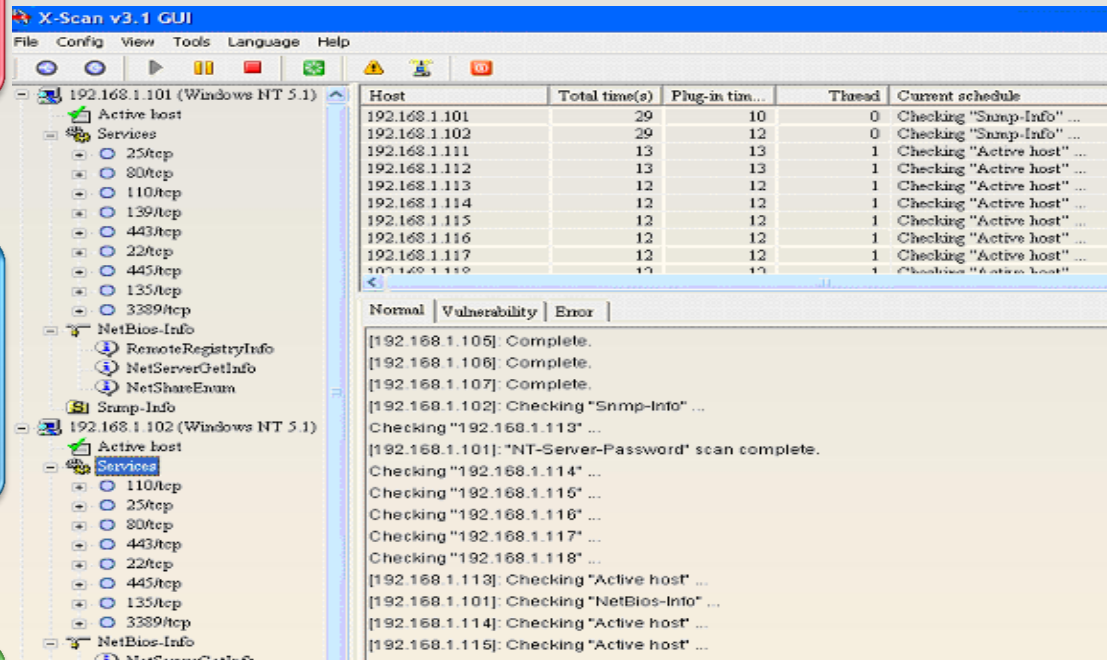 X-Scan v3.1 GUI
File Config View Tools Language Help
192.168.1.101 (Windows NT 5.1)
Active host
Services
25/tcp
80/tcp
110/tcp
139/tcp
443/tcp
22/tcp
445/tcp
135/tcp
3389/tcp
NetBios-Info
RemoteRegistryInfo
NetServerGetInfo
NetShareEnum
Snmp-Info
192.168.1.102 (Windows NT 5.1)
Active host
Services
110/tcp
25/tcp
80/tcp
443/tcp
22/tcp
445/tcp
135/tcp
3389/tcp
NetBios-Info
Host Total time(s) Plug-in tim... Thread Current schedule
192.168.1.101 29 10 0 Checking "Snmp-Info" ...
192.168.1.102 29 12 0 Checking "Snmp-Info" ...
192.168.1.111 13 13 1 Checking "Active host" ...
192.168.1.112 13 13 1 Checking "Active host" ...
192.168.1.113 12 12 1 Checking "Active host" ...
192.168.1.114 12 12 1 Checking "Active host" ...
192.168.1.115 12 12 1 Checking "Active host" ...
192.168.1.116 12 12 1 Checking "Active host" ...
192.168.1.117 12 12 1 Checking "Active host" ...
Normal Vulnerability Error
[192.168.1.105]: Complete.
[192.168.1.106]: Complete.
[192.168.1.107]: Complete.
[192.168.1.102]: Checking "Snmp-Info" ...
Checking "192.168.1.113" ...
[192.168.1.101]: "NT-Server-Password" scan complete.
Checking "192.168.1.114" ...
Checking "192.168.1.115" ...
Checking "192.168.1.116" ...
Checking "192.168.1.117" ...
Checking "192.168.1.118" ...
[192.168.1.113]: Checking "Active host" ...
[192.168.1.101]: Checking "NetBios-Info" ...
[192.168.1.114]: Checking "Active host" ...
[192.168.1.115]: Checking "Active host" ...